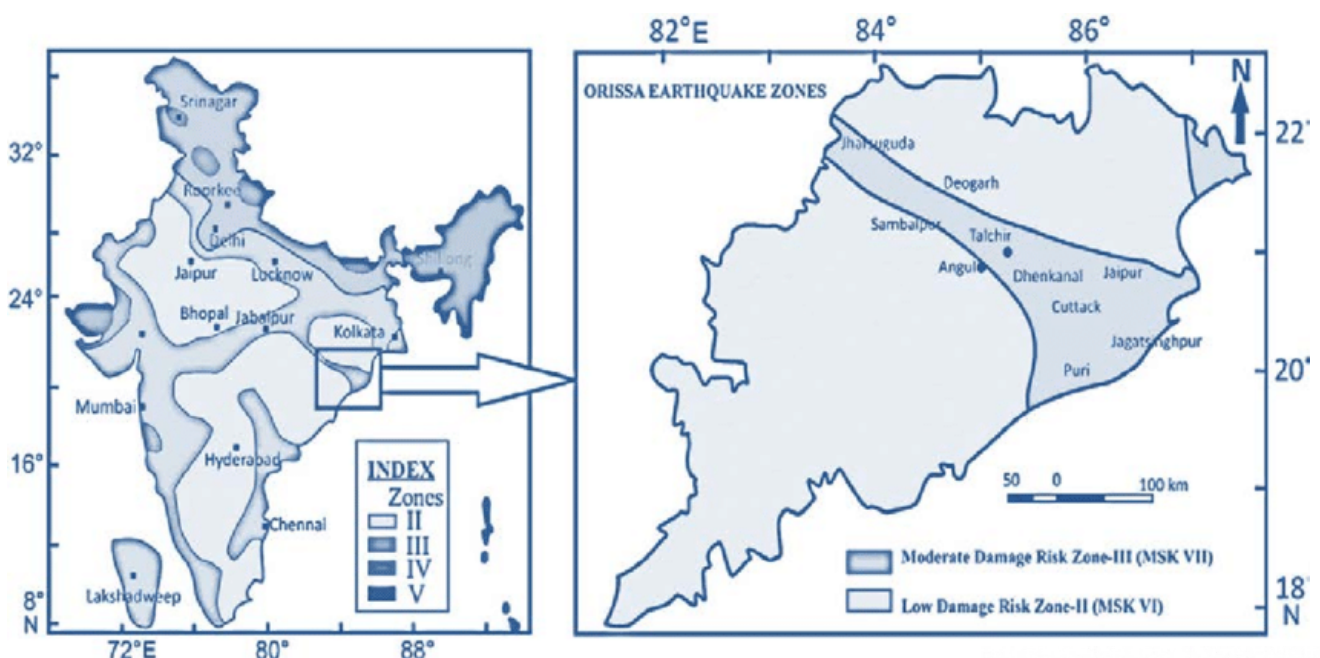 32°
24°
16°
8°
N
72°E
80°
88°
Srinagar
Roorkee
Delhi
Shillong
Jaipur
Lucknow
Bhopal
Jabalpur
Kolkata
Mumbai
Hyderabad
Chennal
Lakshadweep
INDEX
Zones
II
III
IV
V
82°E
84°
86°
ORISSA EARTHQUAKE ZONES
N
22°
20°
18°
N
Jharsuguda
Deogarh
Sambalpur
Talchir
Angul
Dhenkanal
Jaipur
Cuttack
Jagatsinghpur
Puri
50 0 100 km
Moderate Damage Risk Zone-III (MSK VII)
Low Damage Risk Zone-II (MSK VI)